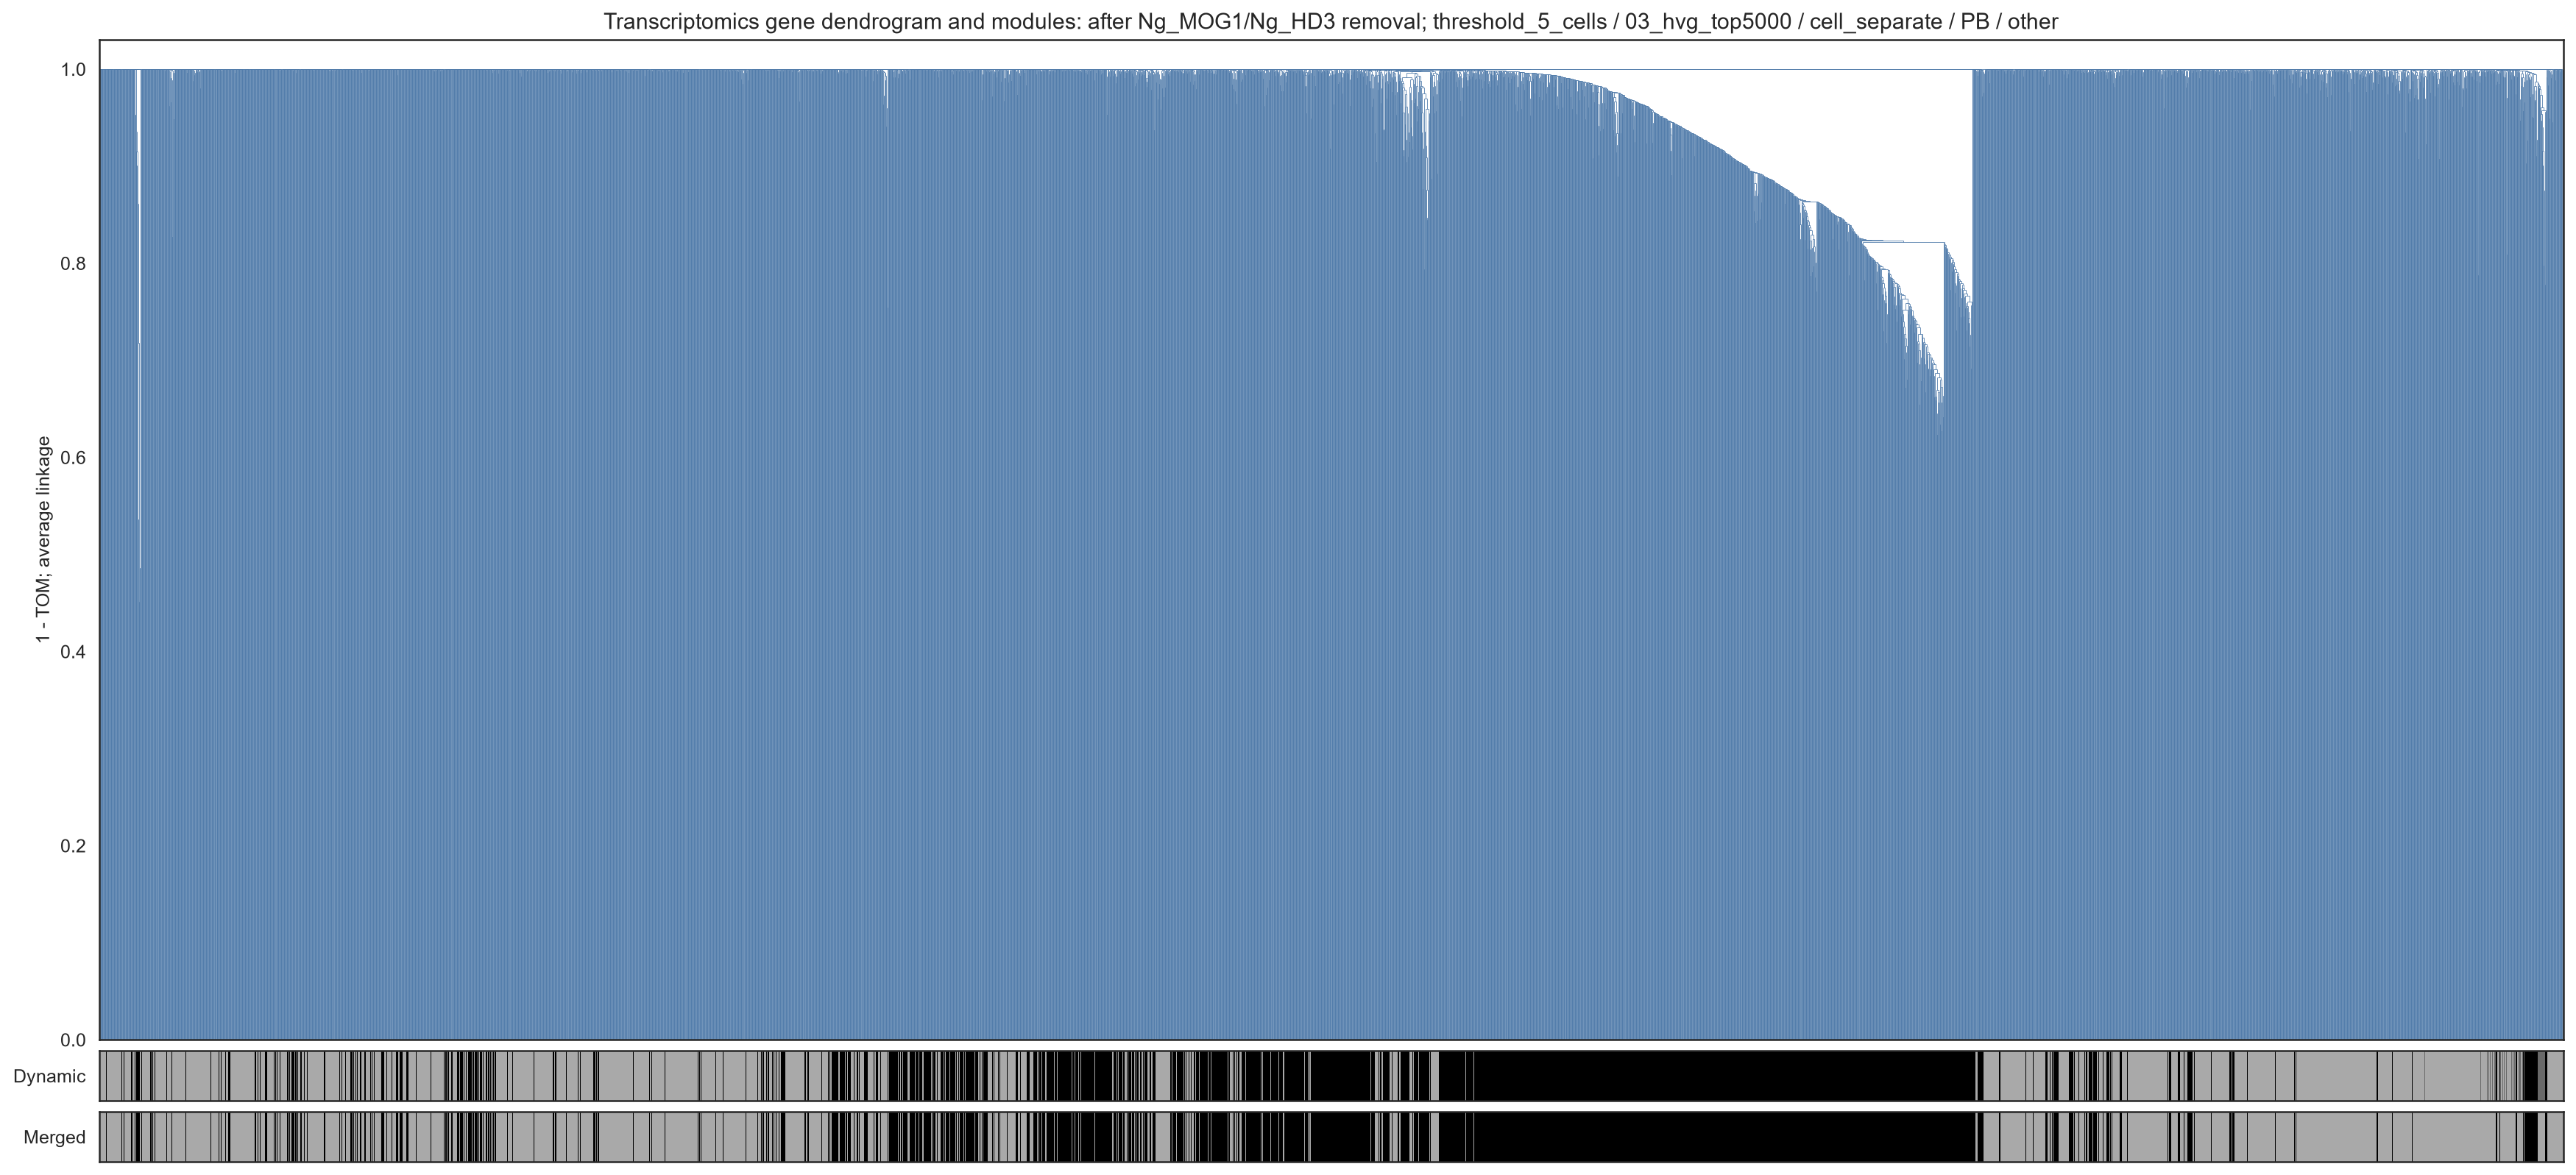 Transcriptomics gene dendrogram and modules: after Ng_MOG1/Ng_HD3 removal; threshold_5_cells / 03_hvg_top5000 / cell_separate / PB / other
1.0
0.8
0.6
0.4
0.2
0.0
1 - TOM; average linkage
Dynamic
Merged